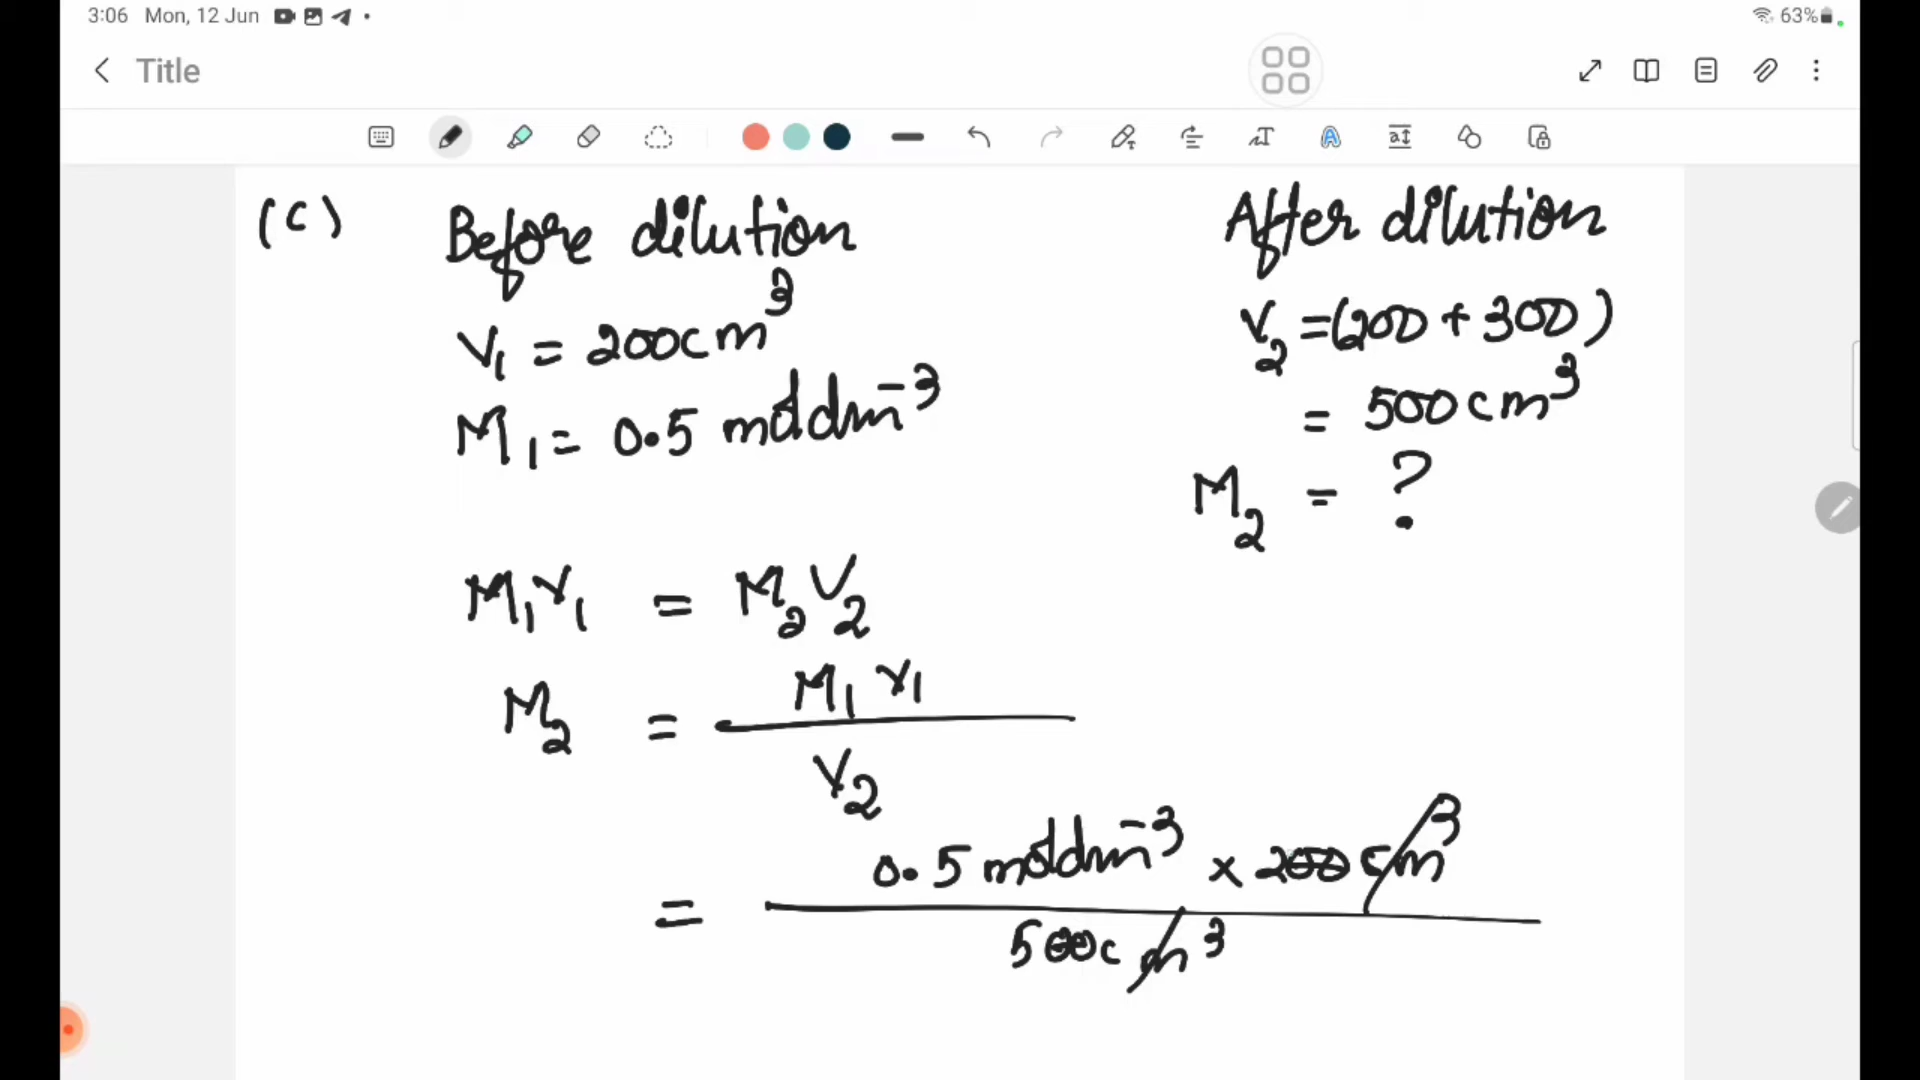 3:06 Mon, 12 Jun
63%
Title
(c)
Before dilution
After dilution
V₁ = 200cm³
V₂ = (200 + 300)
M₁ = 0.5 moldm⁻³
= 500cm³
M₂ = ?
M₁V₁ = M₂V₂
M₂ = M₁V₁
V₂
= 0.5 moldm⁻³ × 200cm³
500cm³